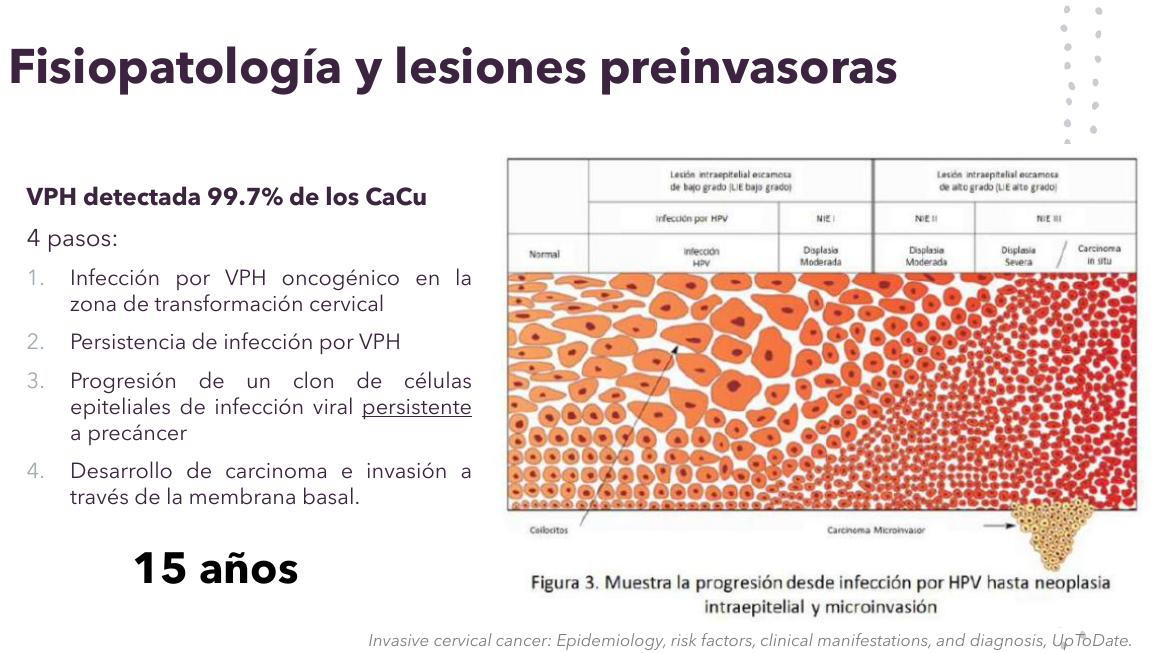 Fisiopatología y lesiones preinvasoras
VPH detectada 99.7% de los CaCu
4 pasos:
1. Infección por VPH oncogénico en la
zona de transformación cervical
2. Persistencia de infección por VPH
3. Progresión de un clon de células
epiteliales de infección viral persistente
a precáncer
4. Desarrollo de carcinoma e invasión a
través de la membrana basal.
15 años
Lesión intraepitelial escamosa
de bajo grado (LIE bajo grado)
Lesión intraepitelial escamosa
de alto grado (LIE alto grado)
Infección por HPV
NIE I
NIE II
NIE III
Normal
Infección
HPV
Displasia
Moderada
Displasia
Moderada
Displasia
Severa
/
Carcinoma
in situ
Coilocitos
Carcinoma Microinvasor
Figura 3. Muestra la progresión desde infección por HPV hasta neoplasia
intraepitelial y microinvasión
Invasive cervical cancer: Epidemiology, risk factors, clinical manifestations, and diagnosis, UpToDate.